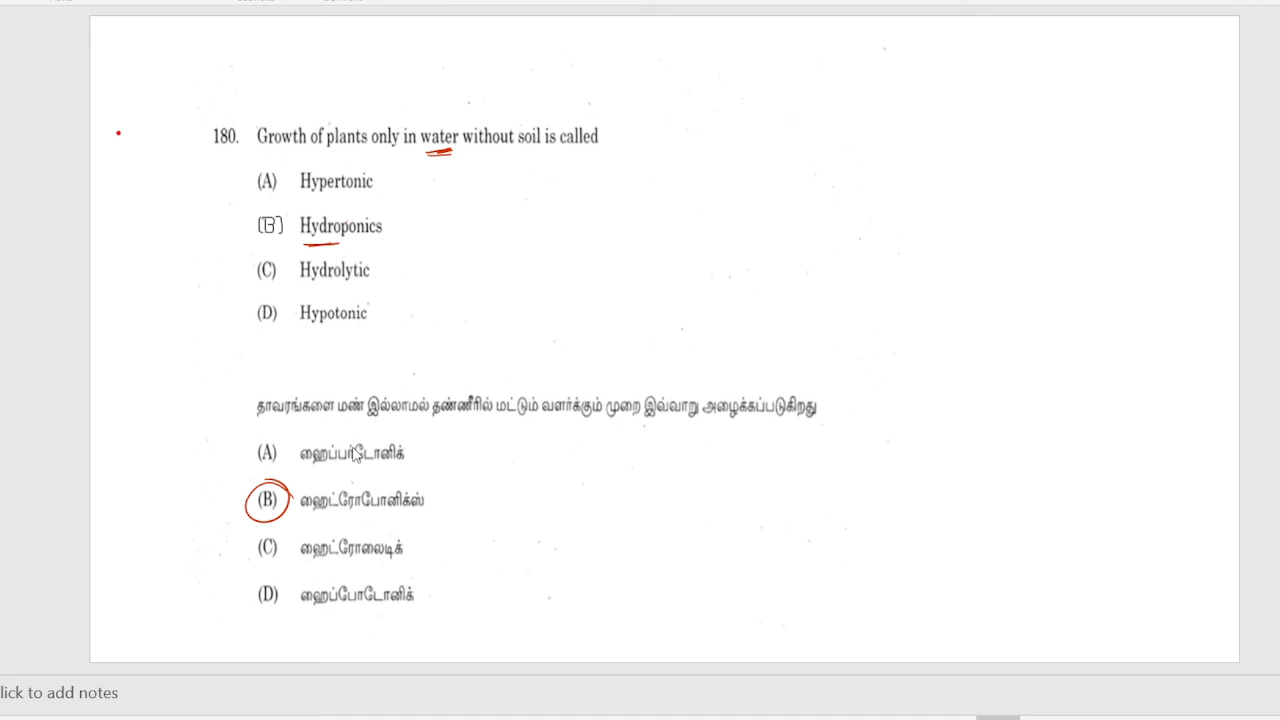 180. Growth of plants only in water without soil is called
(A) Hypertonic
(B) Hydroponics
(C) Hydrolytic
(D) Hypotonic
தாவரங்களை மண் இல்லாமல் தண்ணீரில் மட்டும் வளர்க்கும் முறை இவ்வாறு அழைக்கப்படுகிறது
(A) ஹைப்பர்டோனிக்
(B) ஹைட்ரோபோனிக்ஸ்
(C) ஹைட்ரோலைடிக்
(D) ஹைப்போடோனிக்
lick to add notes